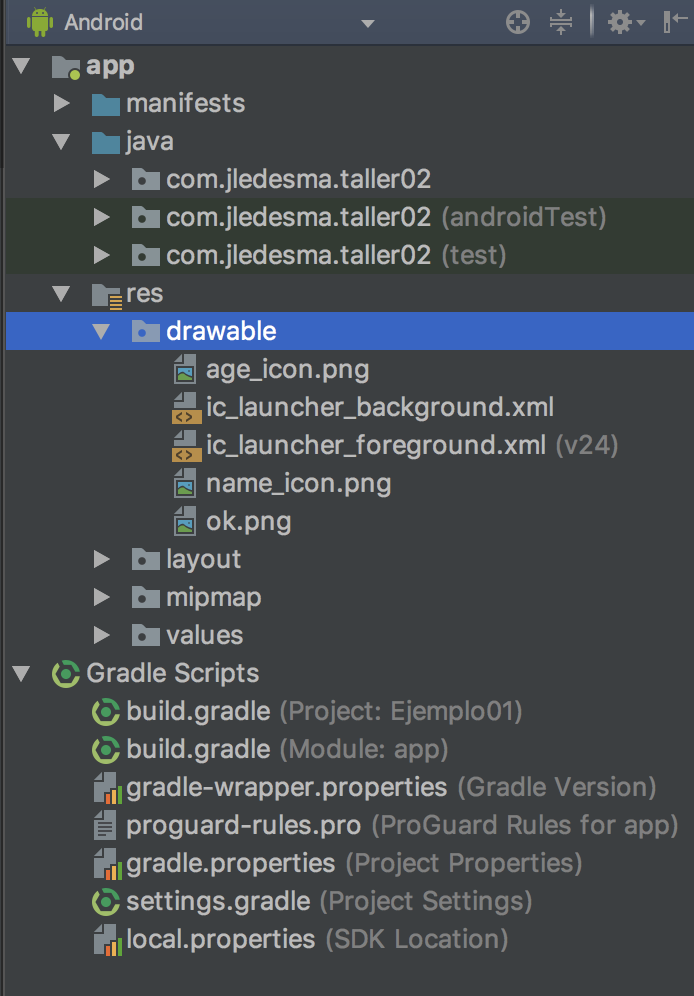 Android
app
manifests
java
com.jledesma.taller02
com.jledesma.taller02 (androidTest)
com.jledesma.taller02 (test)
res
drawable
age_icon.png
ic_launcher_background.xml
ic_launcher_foreground.xml (v24)
name_icon.png
ok.png
layout
mipmap
values
Gradle Scripts
build.gradle (Project: Ejemplo01)
build.gradle (Module: app)
gradle-wrapper.properties (Gradle Version)
proguard-rules.pro (ProGuard Rules for app)
gradle.properties (Project Properties)
settings.gradle (Project Settings)
local.properties (SDK Location)